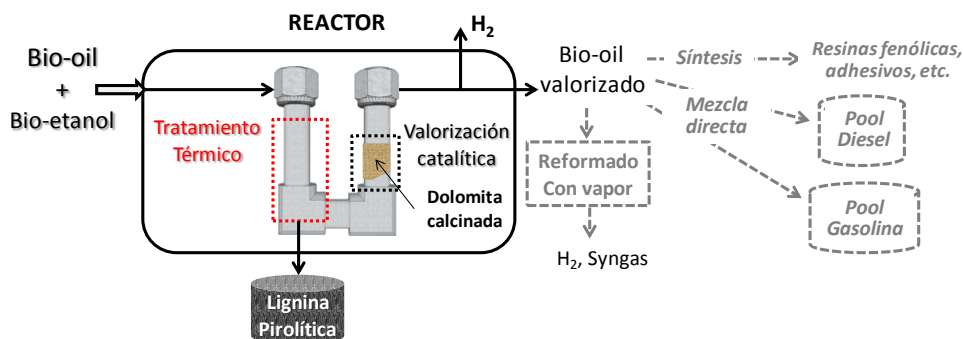 REACTOR
H2
Bio-oil
+
Bio-etanol
Tratamiento
Térmico
Valorización
catalítica
Dolomita
calcinada
Lignina
Pirolítica
Bio-oil
valorizado
Síntesis
Resinas fenólicas,
adhesivos, etc.
Mezcla
directa
Pool
Diesel
Pool
Gasolina
Reformado
Con vapor
H2, Syngas